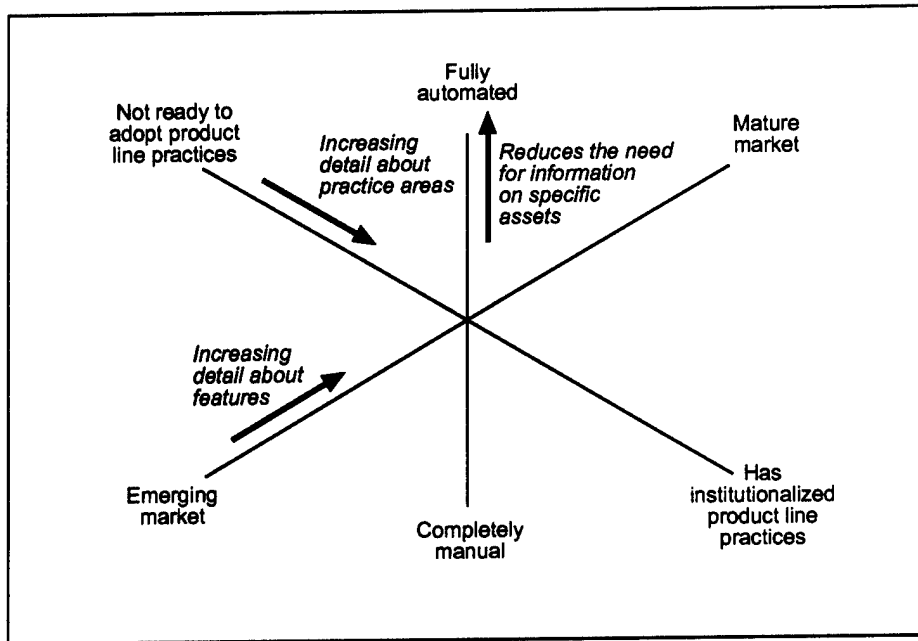 Fully
automated
Not ready to
adopt product
line practices
Increasing
detail about
practice areas
Reduces the need
for information
on specific
assets
Mature
market
Increasing
detail about
features
Emerging
market
Completely
manual
Has
institutionalized
product line
practices